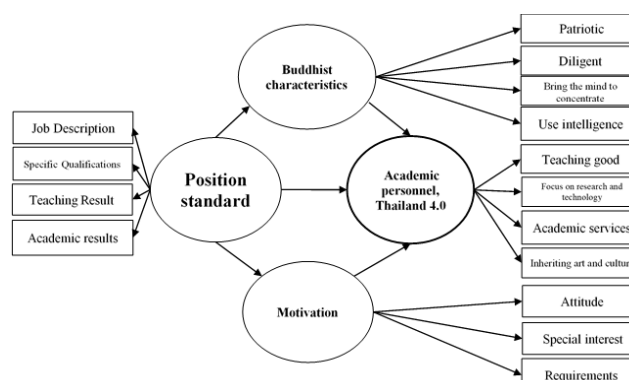 Patriotic
Buddhist
characteristics
Diligent
Bring the mind to
concentrate
Use intelligence
Job Description
Specific Qualifications
Teaching Result
Academic results
Position
standard
Academic
personnel,
Thailand 4.0
Teaching good
Focus on research and
technology
Academic services
Inheriting art and cultur
Motivation
Attitude
Special interest
Requirements